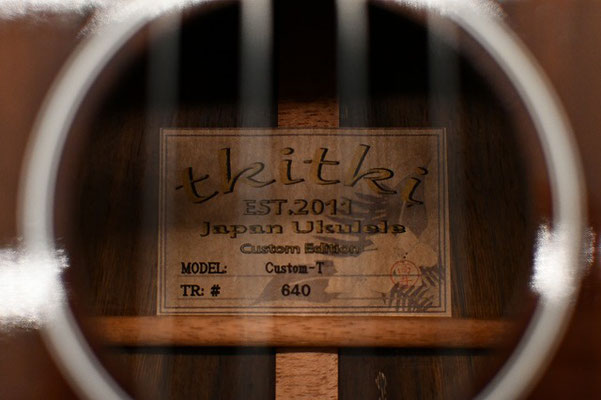 tkitki
EST.2011
Japan Ukulele
Custom Edition
MODEL: Custom-T
TR: # 640